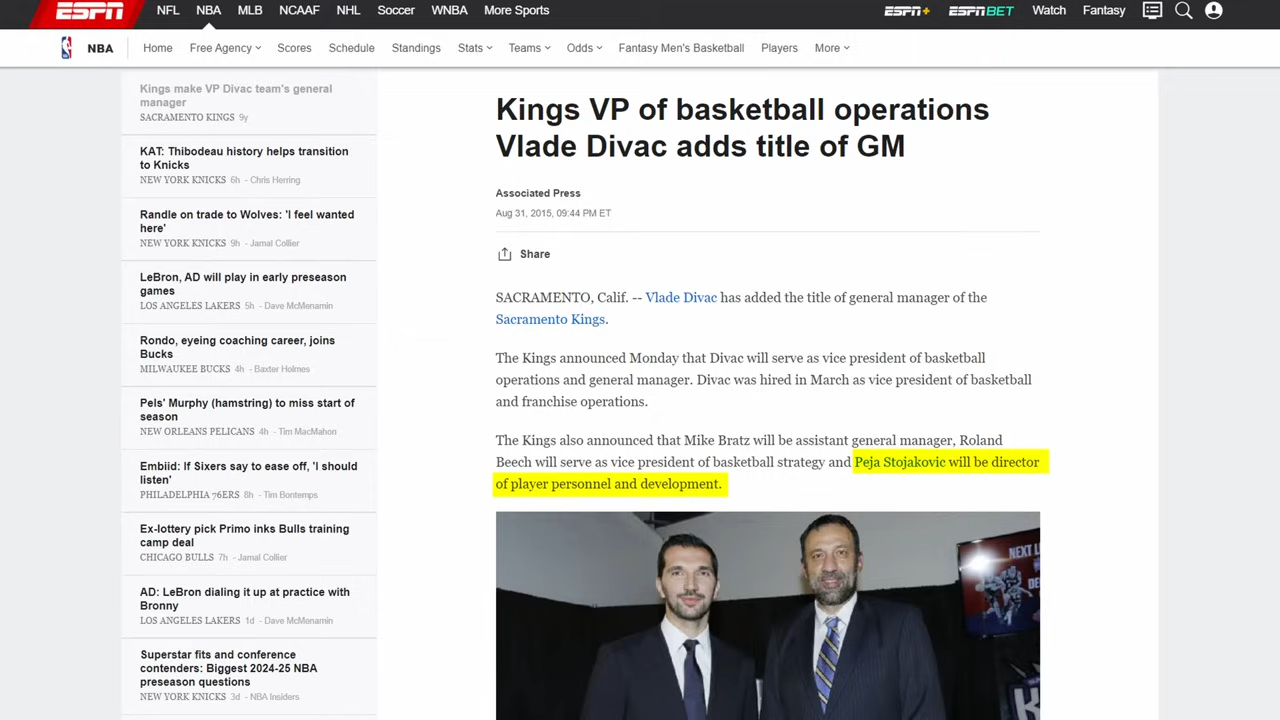 ESPN
NFL NBA MLB NCAAF NHL Soccer WNBA More Sports
ESPN+ ESPN BET Watch Fantasy
NBA Home Free Agency Scores Schedule Standings Stats Teams Odds Fantasy Men's Basketball Players More
Kings make VP Divac team's general
manager
SACRAMENTO KINGS 9y
KAT: Thibodeau history helps transition
to Knicks
NEW YORK KNICKS 6h - Chris Herring
Randle on trade to Wolves: 'I feel wanted
here'
NEW YORK KNICKS 9h - Jamal Collier
LeBron, AD will play in early preseason
games
LOS ANGELES LAKERS 5h - Dave McMenamin
Rondo, eyeing coaching career, joins
Bucks
MILWAUKEE BUCKS 4h - Baxter Holmes
Pels' Murphy (hamstring) to miss start of
season
NEW ORLEANS PELICANS 4h - Tim MacMahon
Embiid: If Sixers say to ease off, 'I should
listen'
PHILADELPHIA 76ERS 8h - Tim Bontemps
Ex-lottery pick Primo inks Bulls training
camp deal
CHICAGO BULLS 7h - Jamal Collier
AD: LeBron dialing it up at practice with
Bronny
LOS ANGELES LAKERS 1d - Dave McMenamin
Superstar fits and conference
contenders: Biggest 2024-25 NBA
preseason questions
NEW YORK KNICKS 3d - NBA Insiders
Kings VP of basketball operations
Vlade Divac adds title of GM
Associated Press
Aug 31, 2015, 09:44 PM ET
Share
SACRAMENTO, Calif. -- Vlade Divac has added the title of general manager of the
Sacramento Kings.
The Kings announced Monday that Divac will serve as vice president of basketball
operations and general manager. Divac was hired in March as vice president of basketball
and franchise operations.
The Kings also announced that Mike Bratz will be assistant general manager, Roland
Beech will serve as vice president of basketball strategy and Peja Stojakovic will be director
of player personnel and development.
NEXT